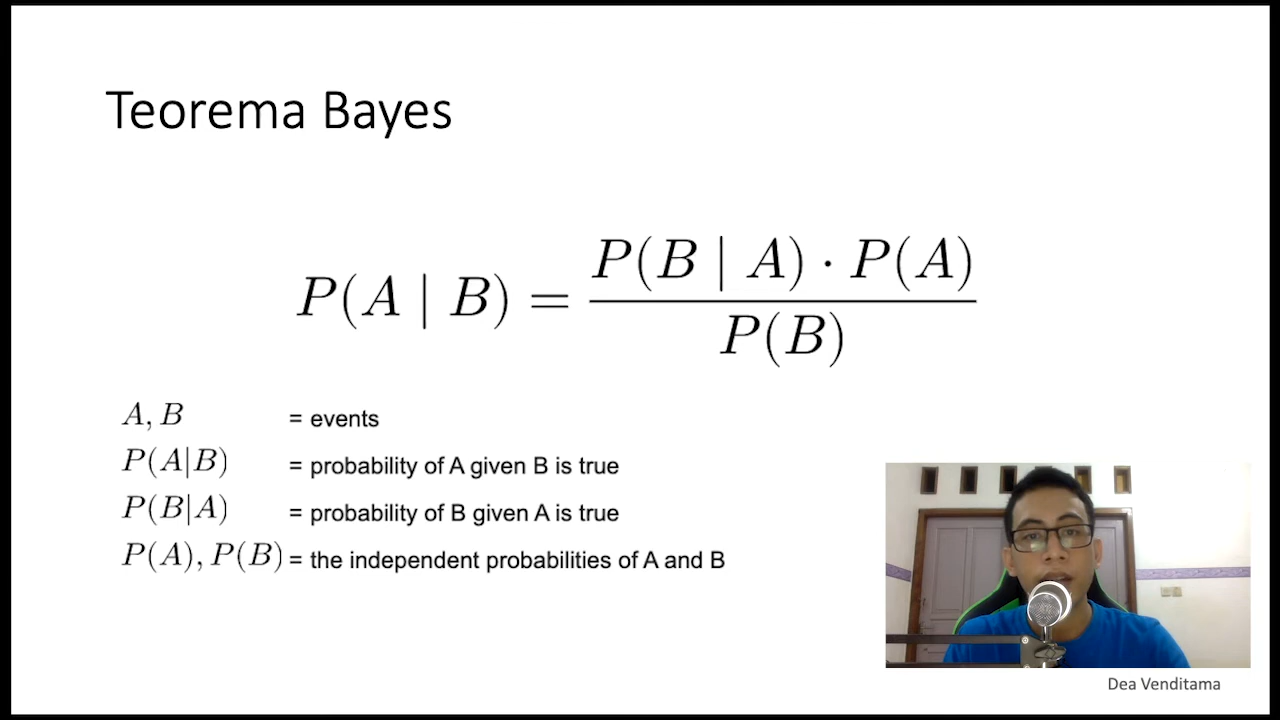 Teorema Bayes
P(A | B) = P(B | A) · P(A) / P(B)
A, B = events
P(A|B) = probability of A given B is true
P(B|A) = probability of B given A is true
P(A), P(B) = the independent probabilities of A and B
Dea Venditama